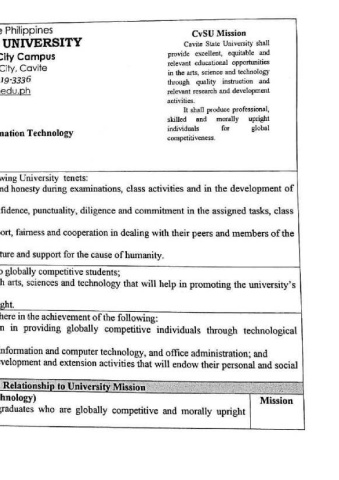 e Philippines
UNIVERSITY
City Campus
City, Cavite
19-3336
edu.ph
CvSU Mission
Cavite State University shall
provide excellent, equitable and
relevant educational opportunities
in the arts, science and technology
through quality instruction and
relevant research and development
activities.
It shall produce professional,
skilled and morally upright
individuals for global
competitiveness.
nation Technology
wing University tenets:
nd honesty during examinations, class activities and in the development of
fidence, punctuality, diligence and commitment in the assigned tasks, class
ort, fairness and cooperation in dealing with their peers and members of the
ture and support for the cause of humanity.
o globally competitive students;
h arts, sciences and technology that will help in promoting the university's
ght.
here in the achievement of the following:
n in providing globally competitive individuals through technological
nformation and computer technology, and office administration; and
velopment and extension activities that will endow their personal and social
Relationship to University Mission
hnology)
Mission
graduates who are globally competitive and morally upright